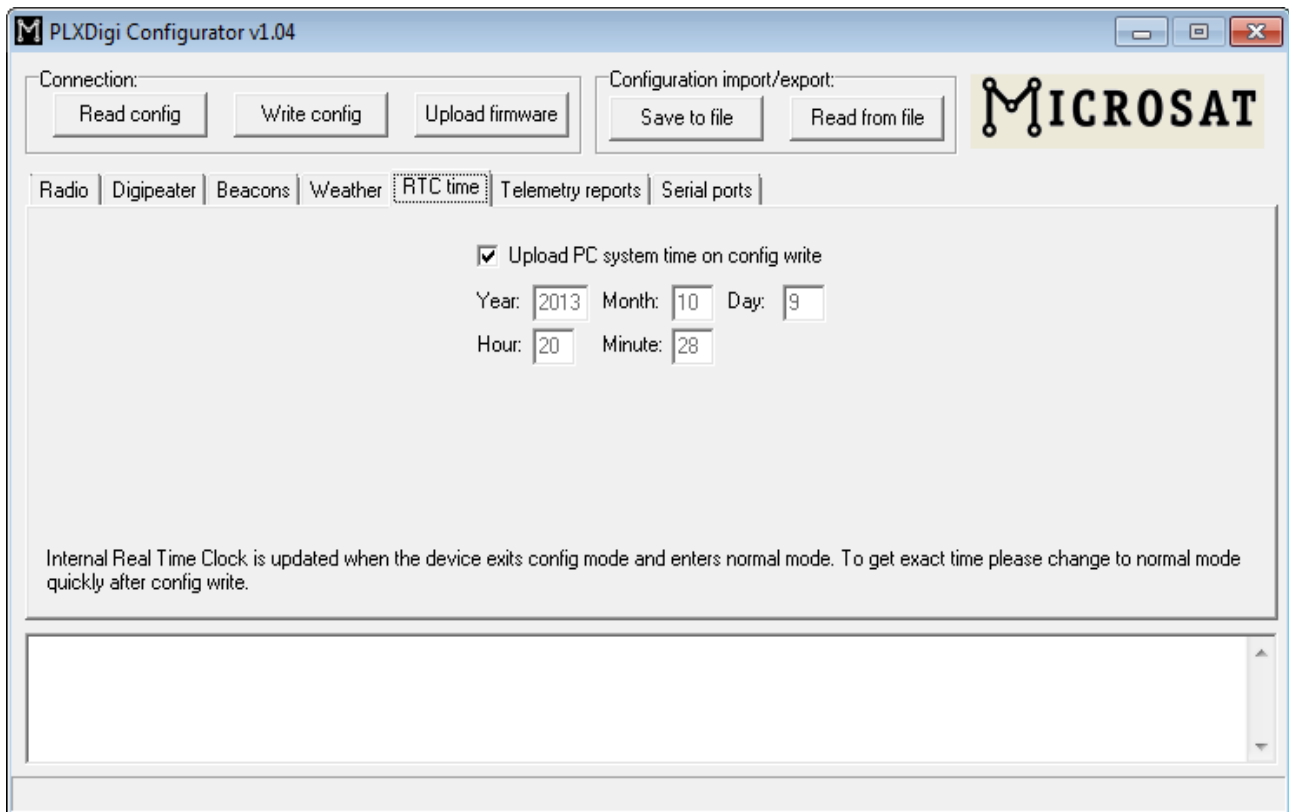 PLXDigi Configurator v1.04
Connection:
Read config
Write config
Upload firmware
Configuration import/export:
Save to file
Read from file
MICROSAT
Radio
Digipeater
Beacons
Weather
RTC time
Telemetry reports
Serial ports
Upload PC system time on config write
Year: 2013 Month: 10 Day: 9
Hour: 20 Minute: 28
Internal Real Time Clock is updated when the device exits config mode and enters normal mode. To get exact time please change to normal mode
quickly after config write.